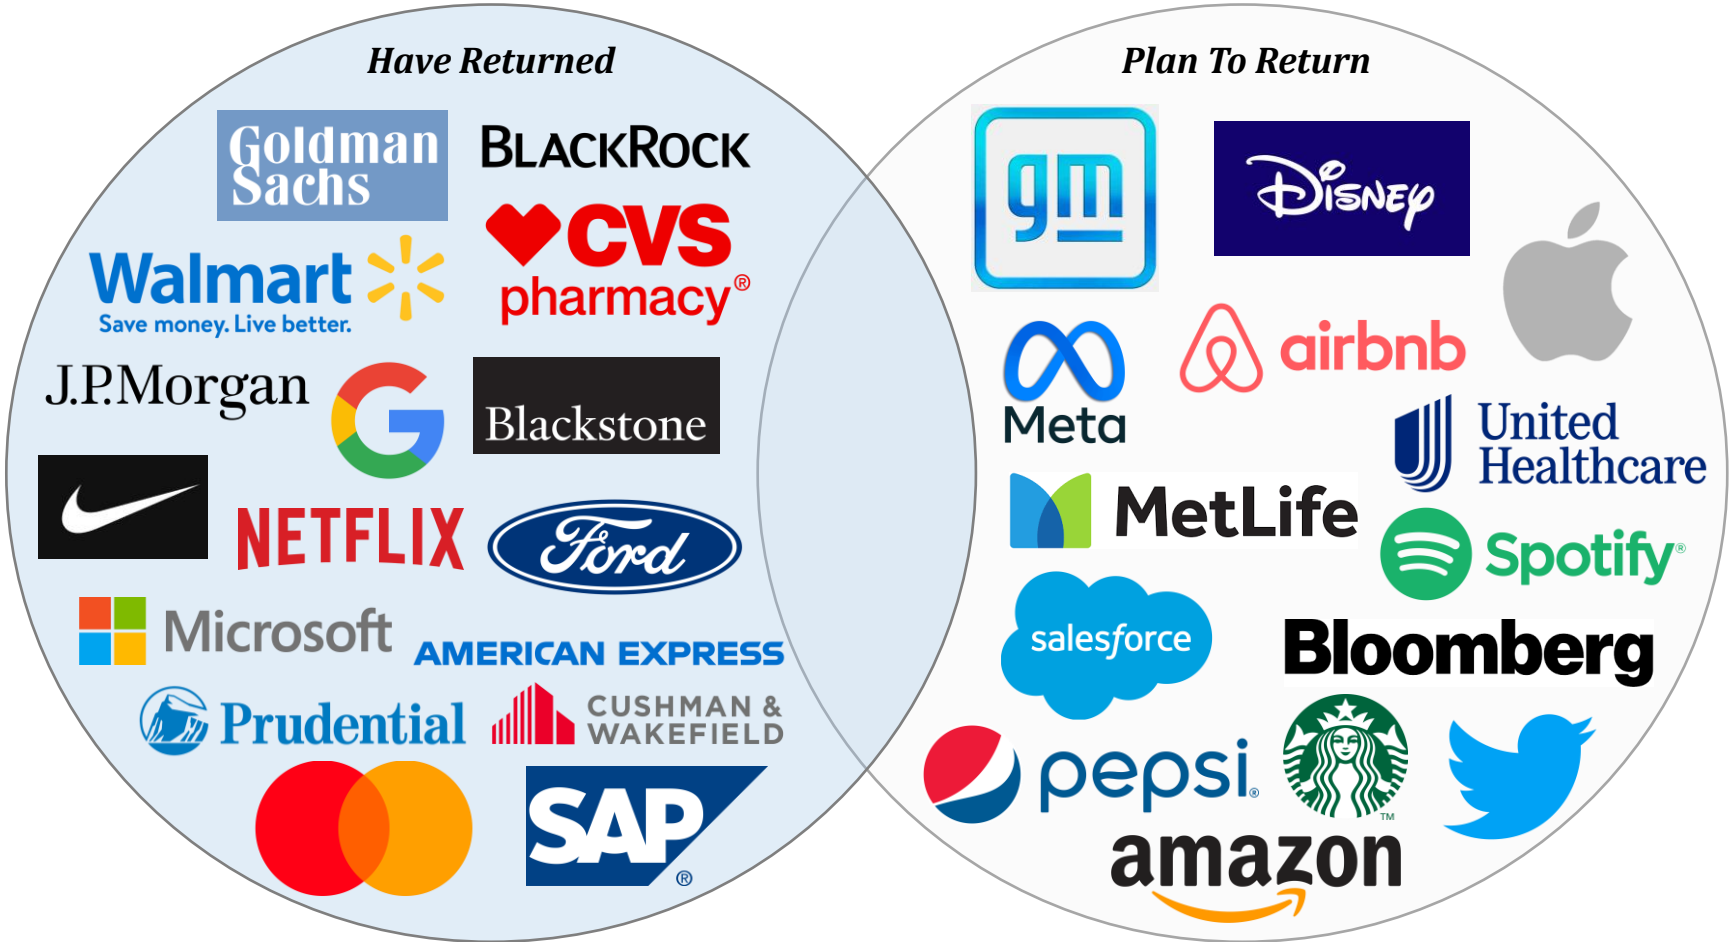 Have Returned
Goldman
Sachs
BLACKROCK
Walmart
Save money. Live better.
CVS
pharmacy®
J.P.Morgan
G
Blackstone
NETFLIX
Ford
Microsoft
AMERICAN EXPRESS
Prudential
CUSHMAN &
WAKEFIELD
SAP
®
Plan To Return
gm
Disney
airbnb
Meta
United
Healthcare
MetLife
Spotify®
salesforce
Bloomberg
pepsi®
TM
amazon